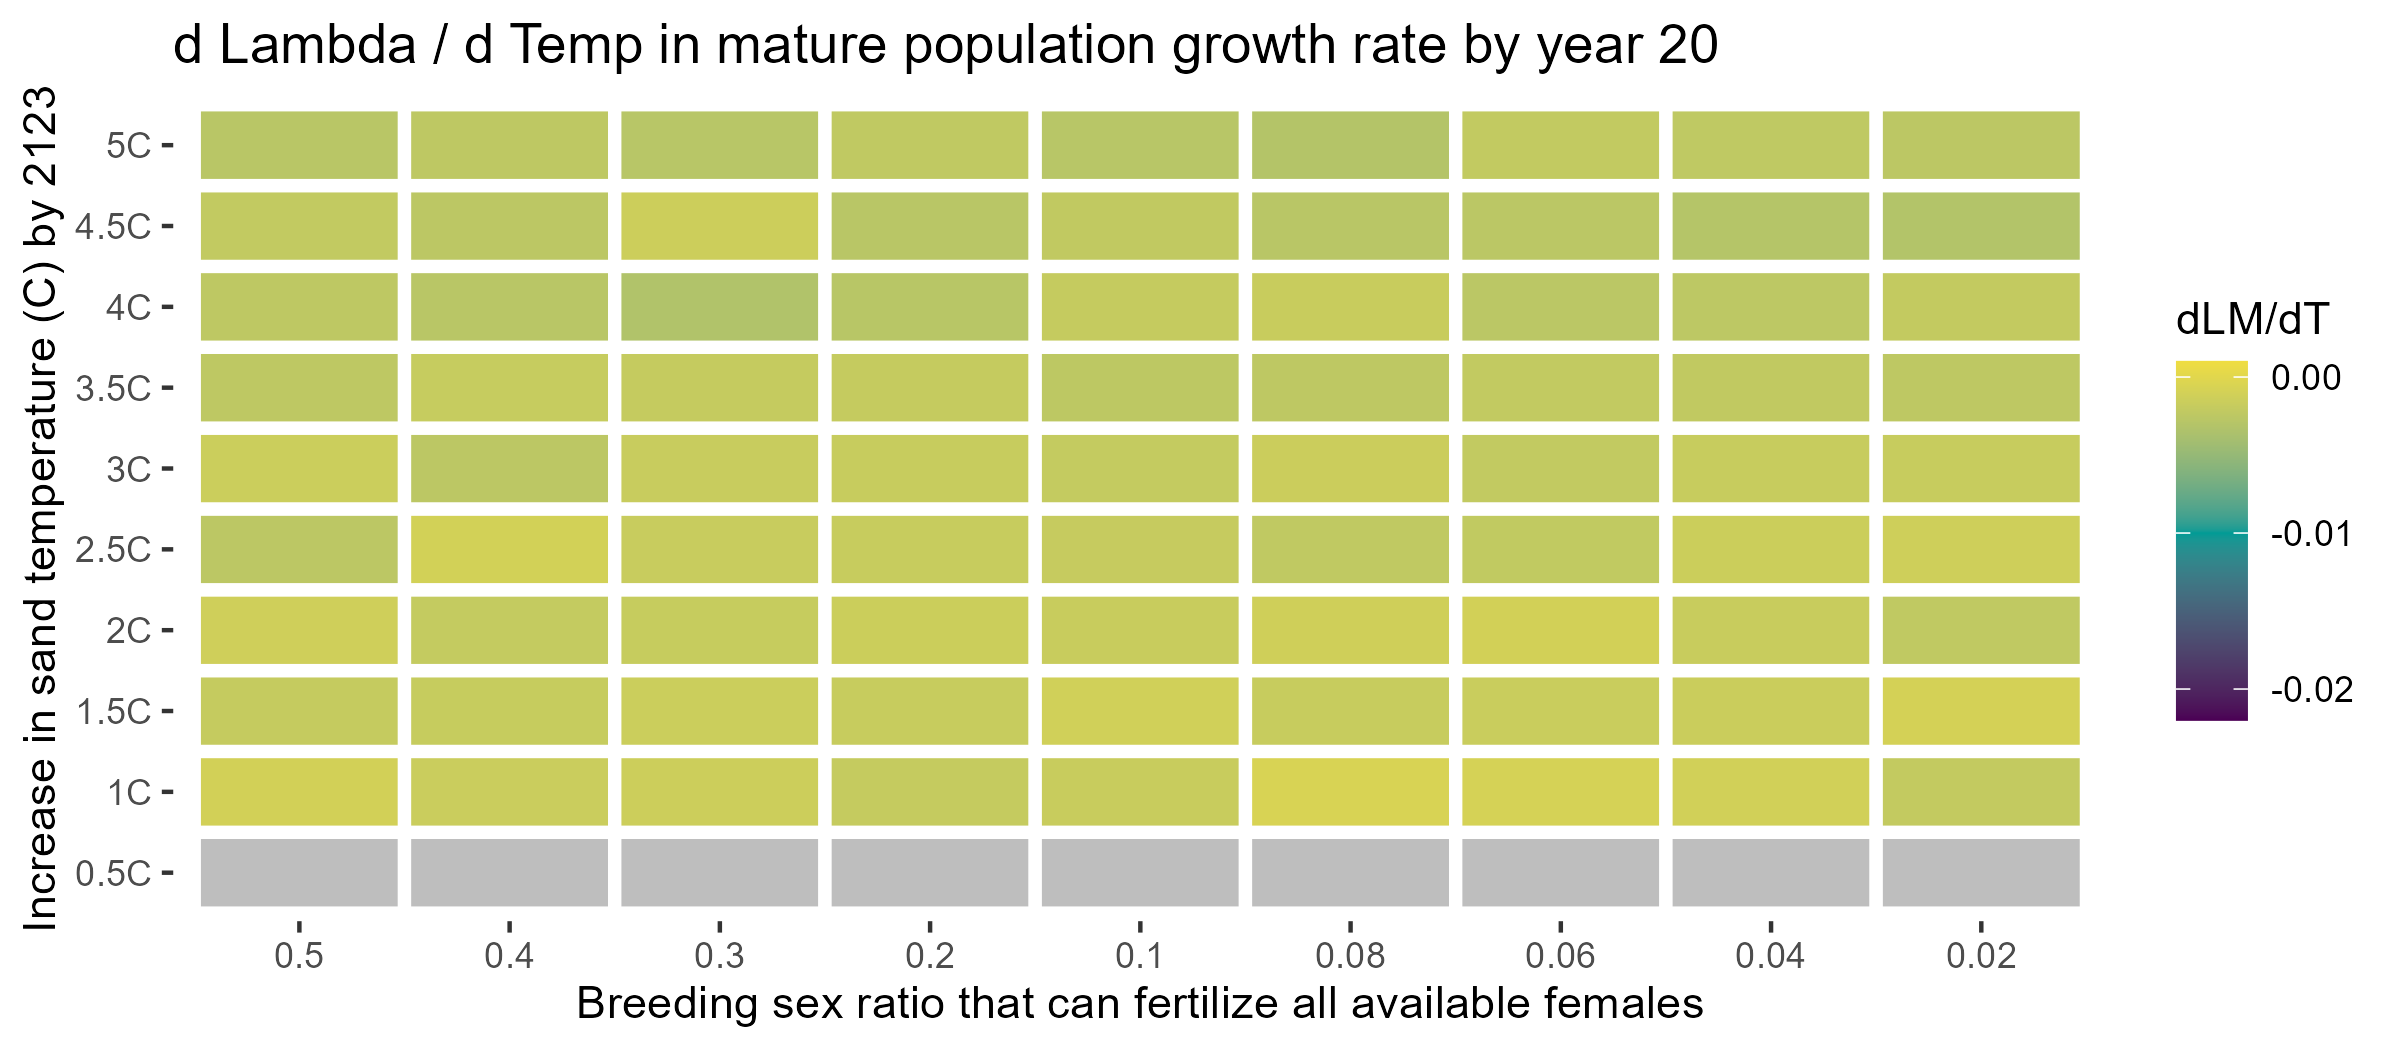 d Lambda / d Temp in mature population growth rate by year 20
Increase in sand temperature (C) by 2123
5C
4.5C
4C
3.5C
3C
2.5C
2C
1.5C
1C
0.5C
0.5 0.4 0.3 0.2 0.1 0.08 0.06 0.04 0.02
Breeding sex ratio that can fertilize all available females
dLM/dT
0.00
-0.01
-0.02